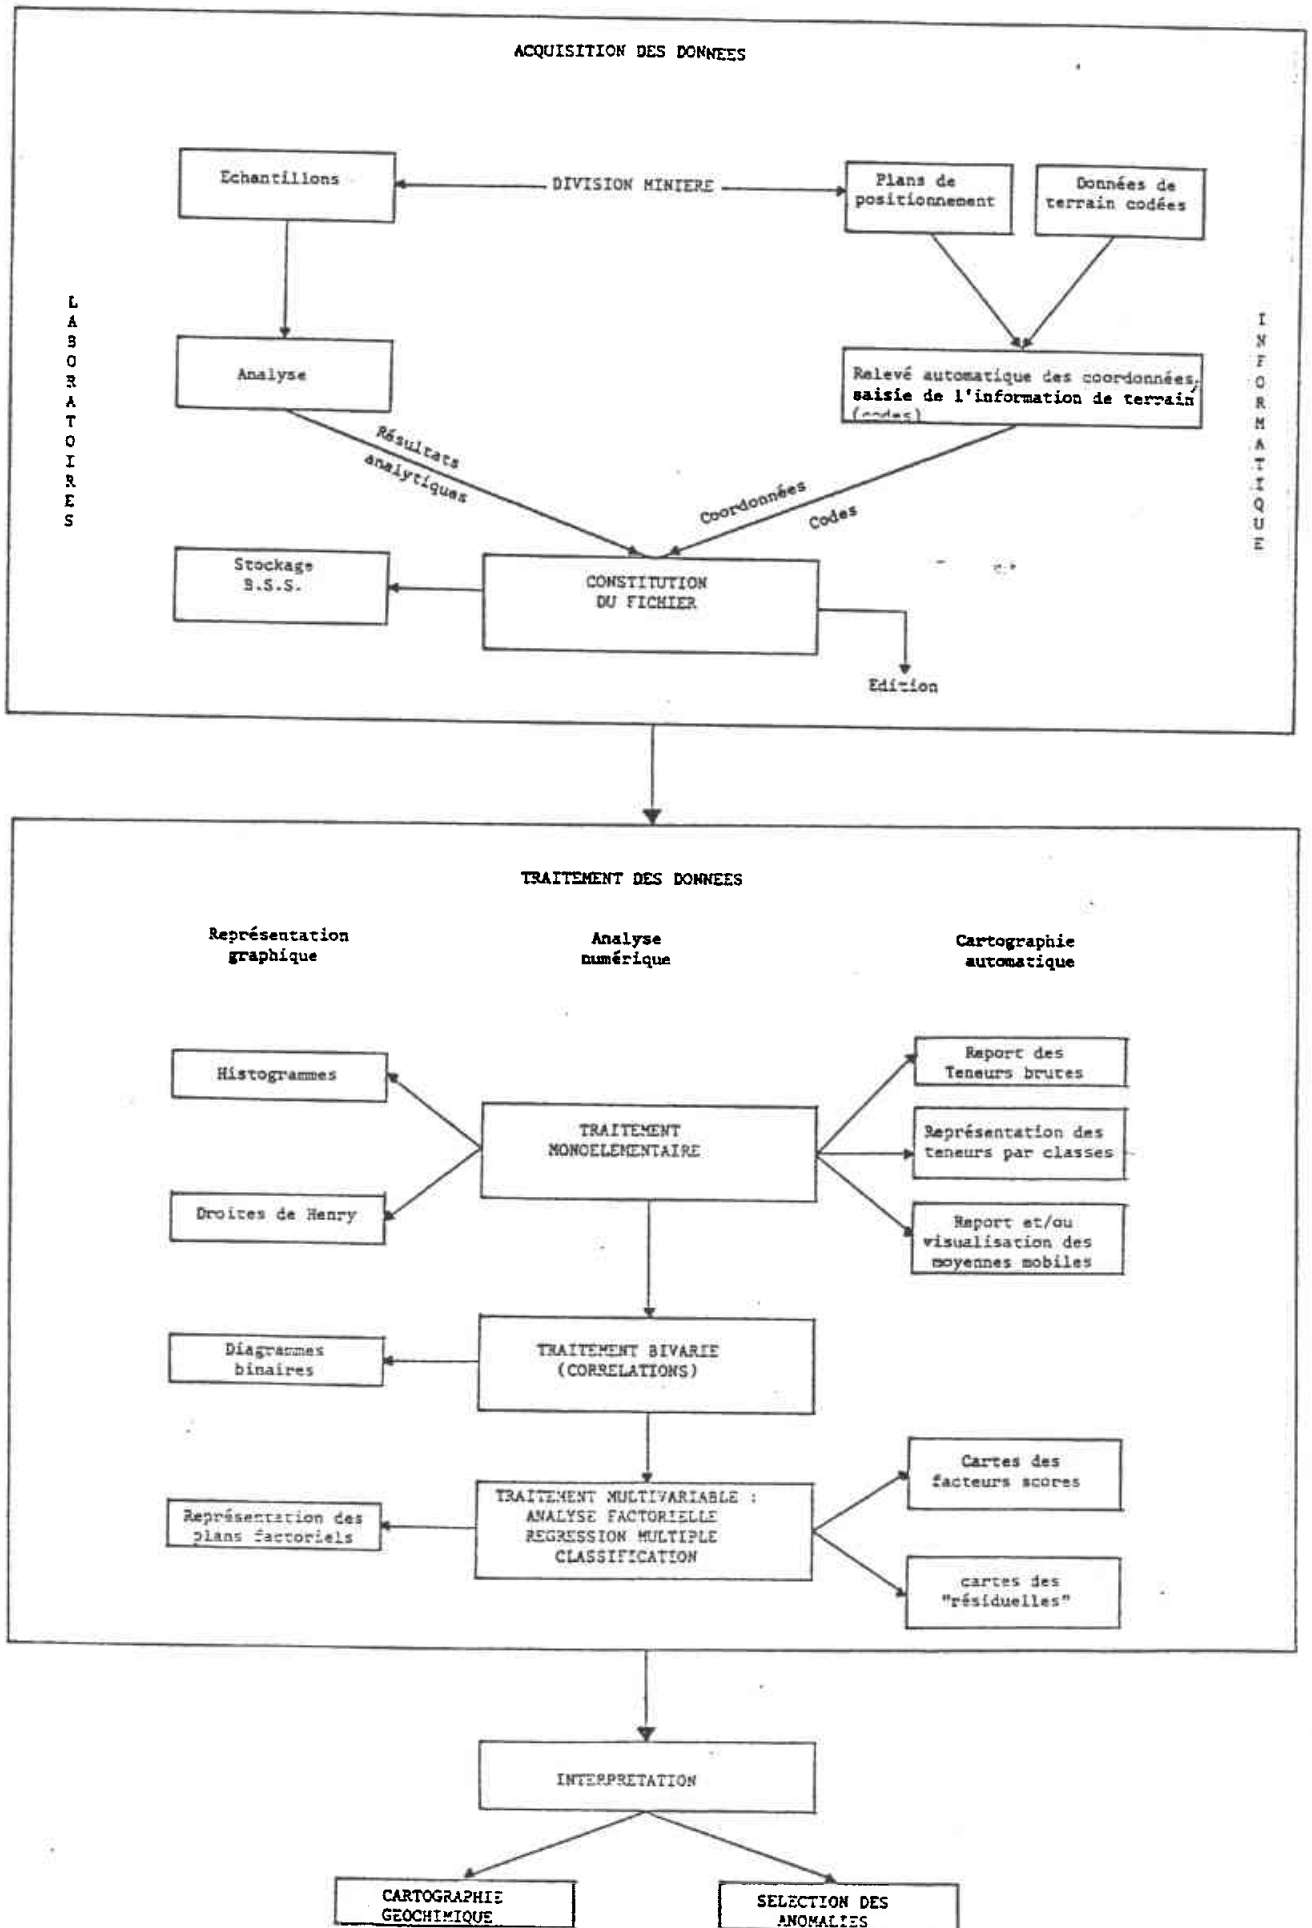 ACQUISITION DES DONNEES
Echantillons
DIVISION MINIERE
Plans de
positionnement
Données de
terrain codées
LABORATOIRES
INFORMATIQUE
Analyse
Relevé automatique des coordonnées,
saisie de l'information de terrain
(codes)
Résultats
analytiques
Coordonnées
Codes
Stockage
B.S.S.
CONSTITUTION
DU FICHIER
Edition
TRAITEMENT DES DONNEES
Représentation
graphique
Analyse
numérique
Cartographie
automatique
Histogrammes
Report des
Teneurs brutes
TRAITEMENT
MONOELEMENTAIRE
Représentation des
teneurs par classes
Droites de Henry
Report et/ou
visualisation des
moyennes mobiles
Diagrammes
binaires
TRAITEMENT BIVARIE
(CORRELATIONS)
Cartes des
facteurs scores
Représentation des
plans factoriels
TRAITEMENT MULTIVARIABLE :
ANALYSE FACTORIELLE
REGRESSION MULTIPLE
CLASSIFICATION
cartes des
"résiduelles"
INTERPRETATION
CARTOGRAPHIE
GEOCHIMIQUE
SELECTION DES
ANOMALIES